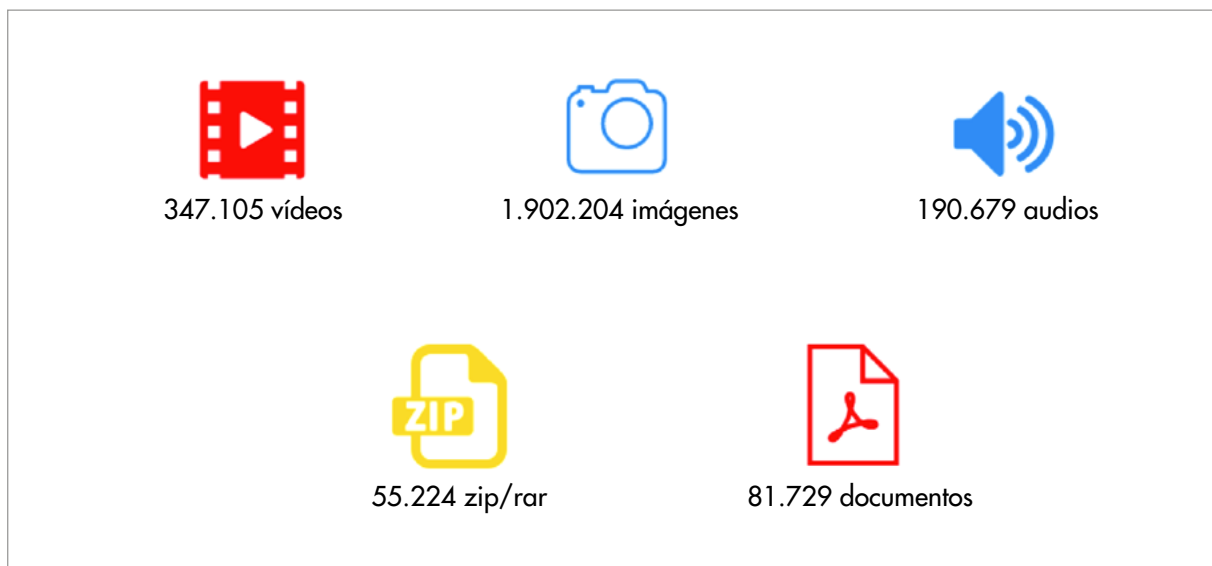 347.105 vídeos
1.902.204 imágenes
190.679 audios
ZIP
55.224 zip/rar
81.729 documentos